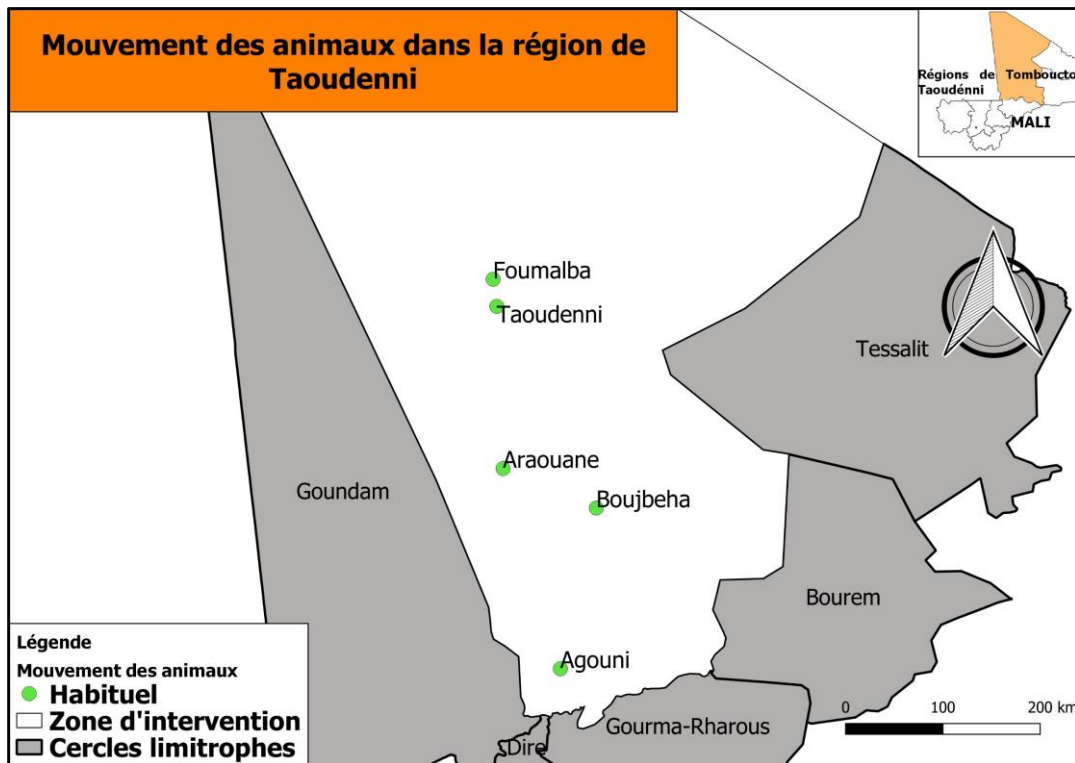 Mouvement des animaux dans la région de
Taoudenni
Régions de Tomboucto
Taoudénni
MALI
Foumalba
Taoudenni
Tessalit
Araouane
Goundam
Boujbeha
Bourem
Agouni
Gourma-Rharous
Dire
Légende
Mouvement des animaux
Habituel
Zone d'intervention
Cercles limitrophes
0 100 200 km